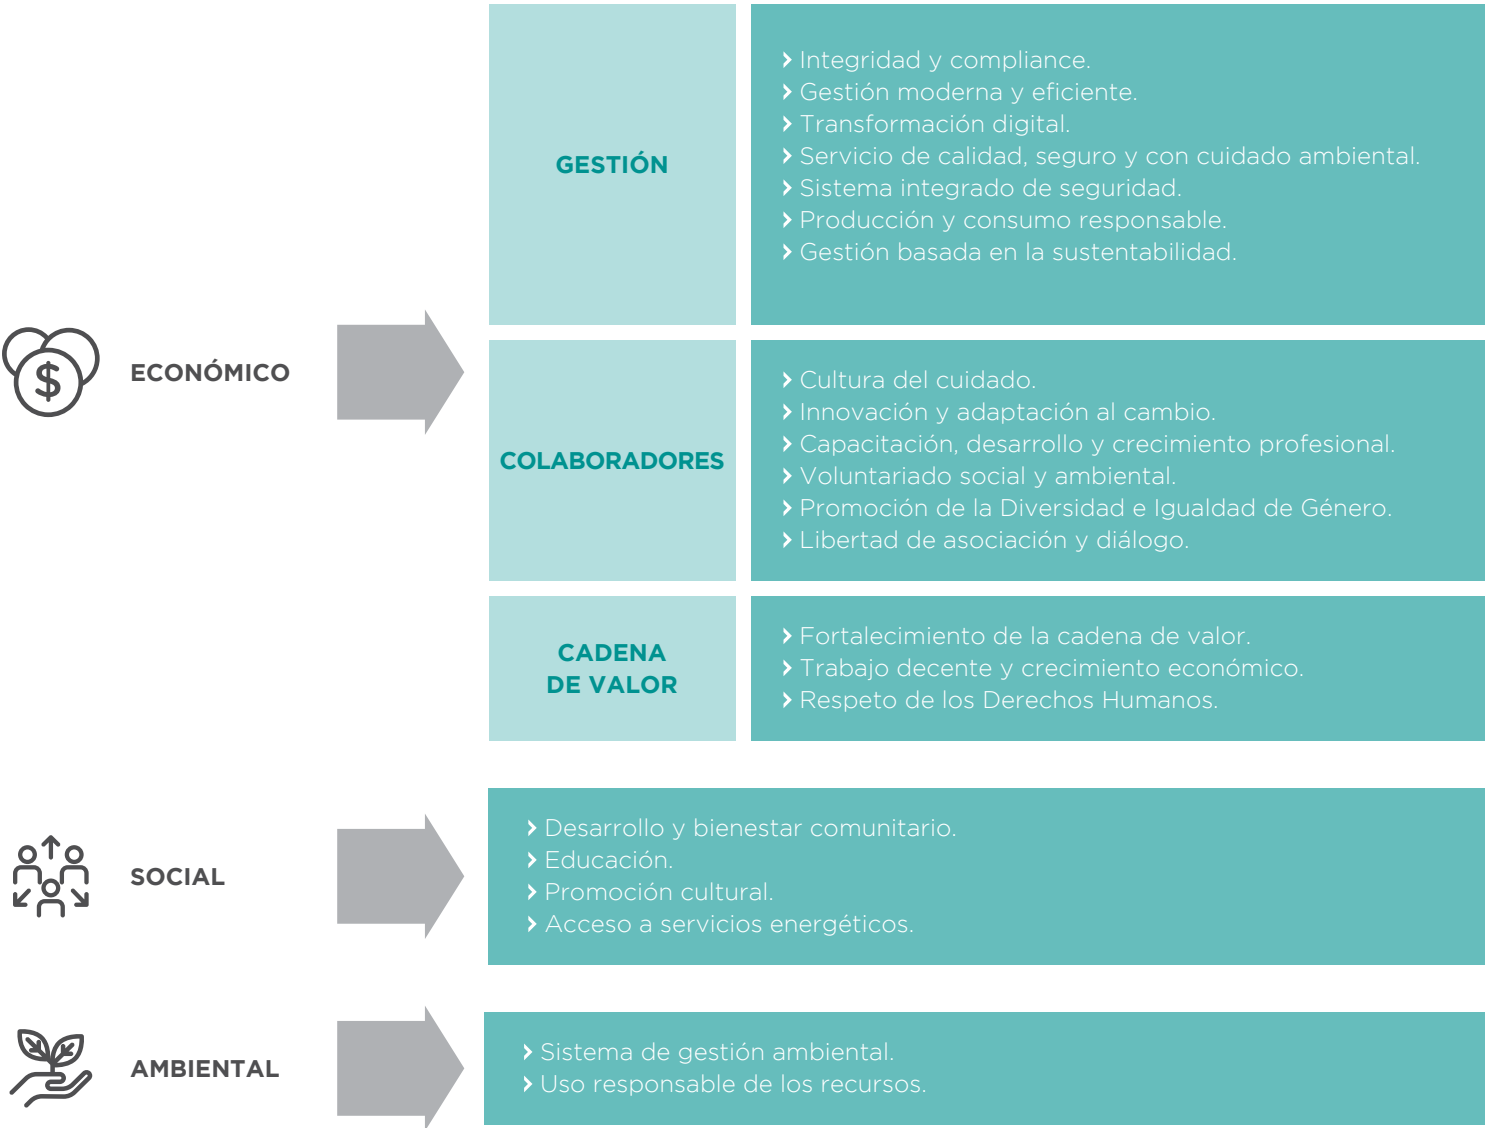 ECONÓMICO
GESTIÓN
Integridad y compliance.
Gestión moderna y eficiente.
Transformación digital.
Servicio de calidad, seguro y con cuidado ambiental.
Sistema integrado de seguridad.
Producción y consumo responsable.
Gestión basada en la sustentabilidad.
COLABORADORES
Cultura del cuidado.
Innovación y adaptación al cambio.
Capacitación, desarrollo y crecimiento profesional.
Voluntariado social y ambiental.
Promoción de la Diversidad e Igualdad de Género.
Libertad de asociación y diálogo.
CADENA
DE VALOR
Fortalecimiento de la cadena de valor.
Trabajo decente y crecimiento económico.
Respeto de los Derechos Humanos.
SOCIAL
Desarrollo y bienestar comunitario.
Educación.
Promoción cultural.
Acceso a servicios energéticos.
AMBIENTAL
Sistema de gestión ambiental.
Uso responsable de los recursos.